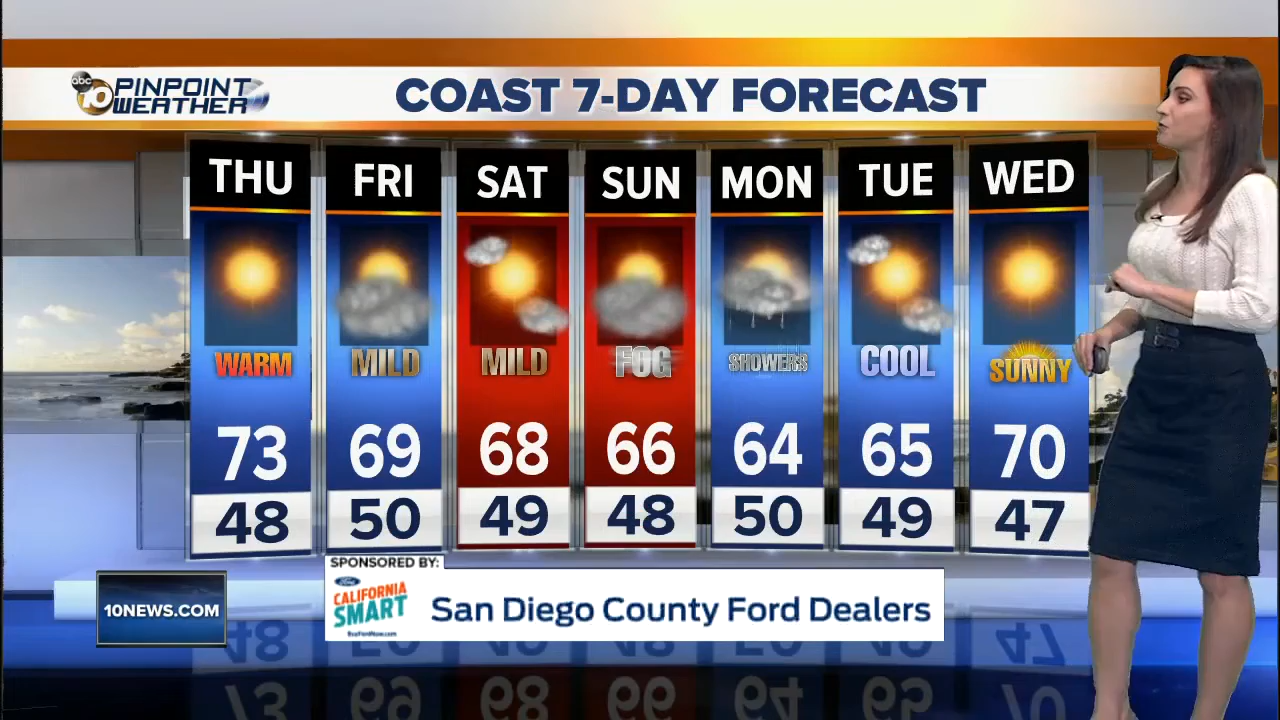 abc
10
PINPOINT
WEATHER
COAST 7-DAY FORECAST
THU FRI SAT SUN MON TUE WED
WARM MILD MILD FOG SHOWERS COOL SUNNY
73 69 68 66 64 65 70
48 50 49 48 50 49 47
SPONSORED BY:
Ford
CALIFORNIA
SMART
San Diego County Ford Dealers
10NEWS.COM